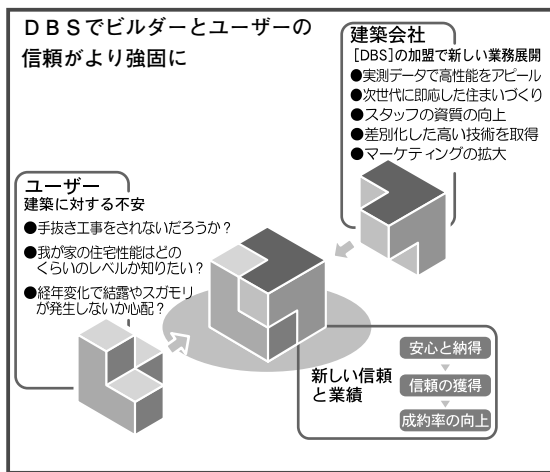 DBSでビルダーとユーザーの
信頼がより強固に
建築会社
[DBS]の加盟で新しい業務展開
●実測データで高性能をアピール
●次世代に即応した住まいづくり
●スタッフの資質の向上
●差別化した高い技術を取得
●マーケティングの拡大
ユーザー
建築に対する不安
●手抜き工事をされないだろうか?
●我が家の住宅性能はどの
くらいのレベルか知りたい?
●経年変化で結露やスガモリ
が発生しないか心配?
新しい信頼
と業績
安心と納得
信頼の獲得
成約率の向上